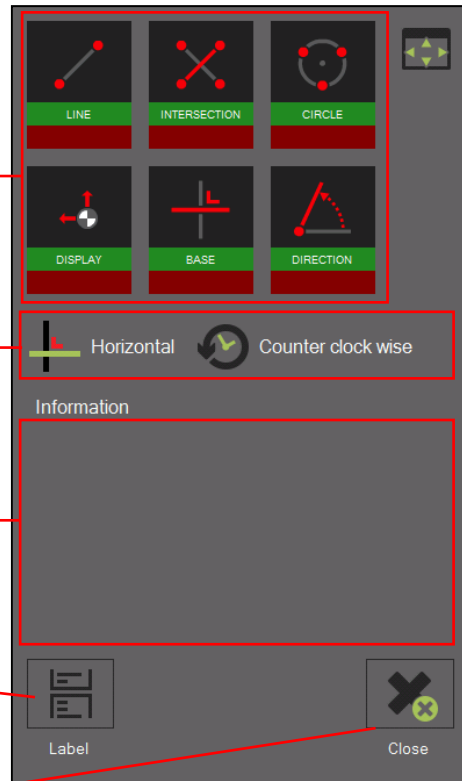 LINE INTERSECTION CIRCLE
DISPLAY BASE DIRECTION
Horizontal Counter clock wise
Information
Label Close